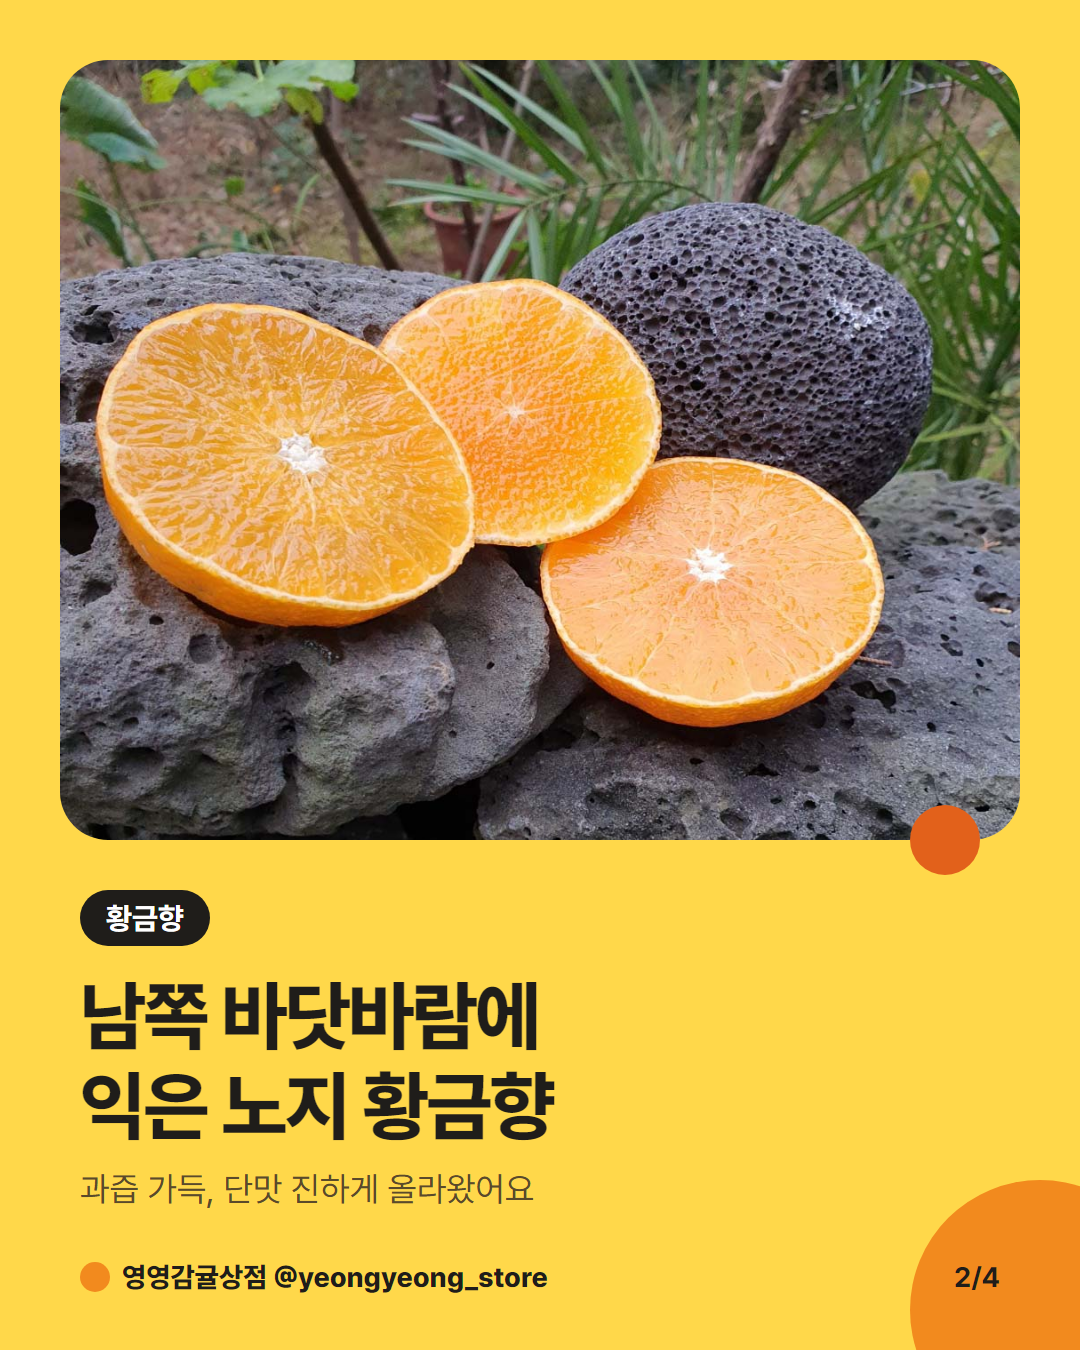 황금향
남쪽 바닷바람에
익은 노지 황금향
과즙 가득, 단맛 진하게 올라왔어요
영영감귤상점 @yeongyeong_store
2/4